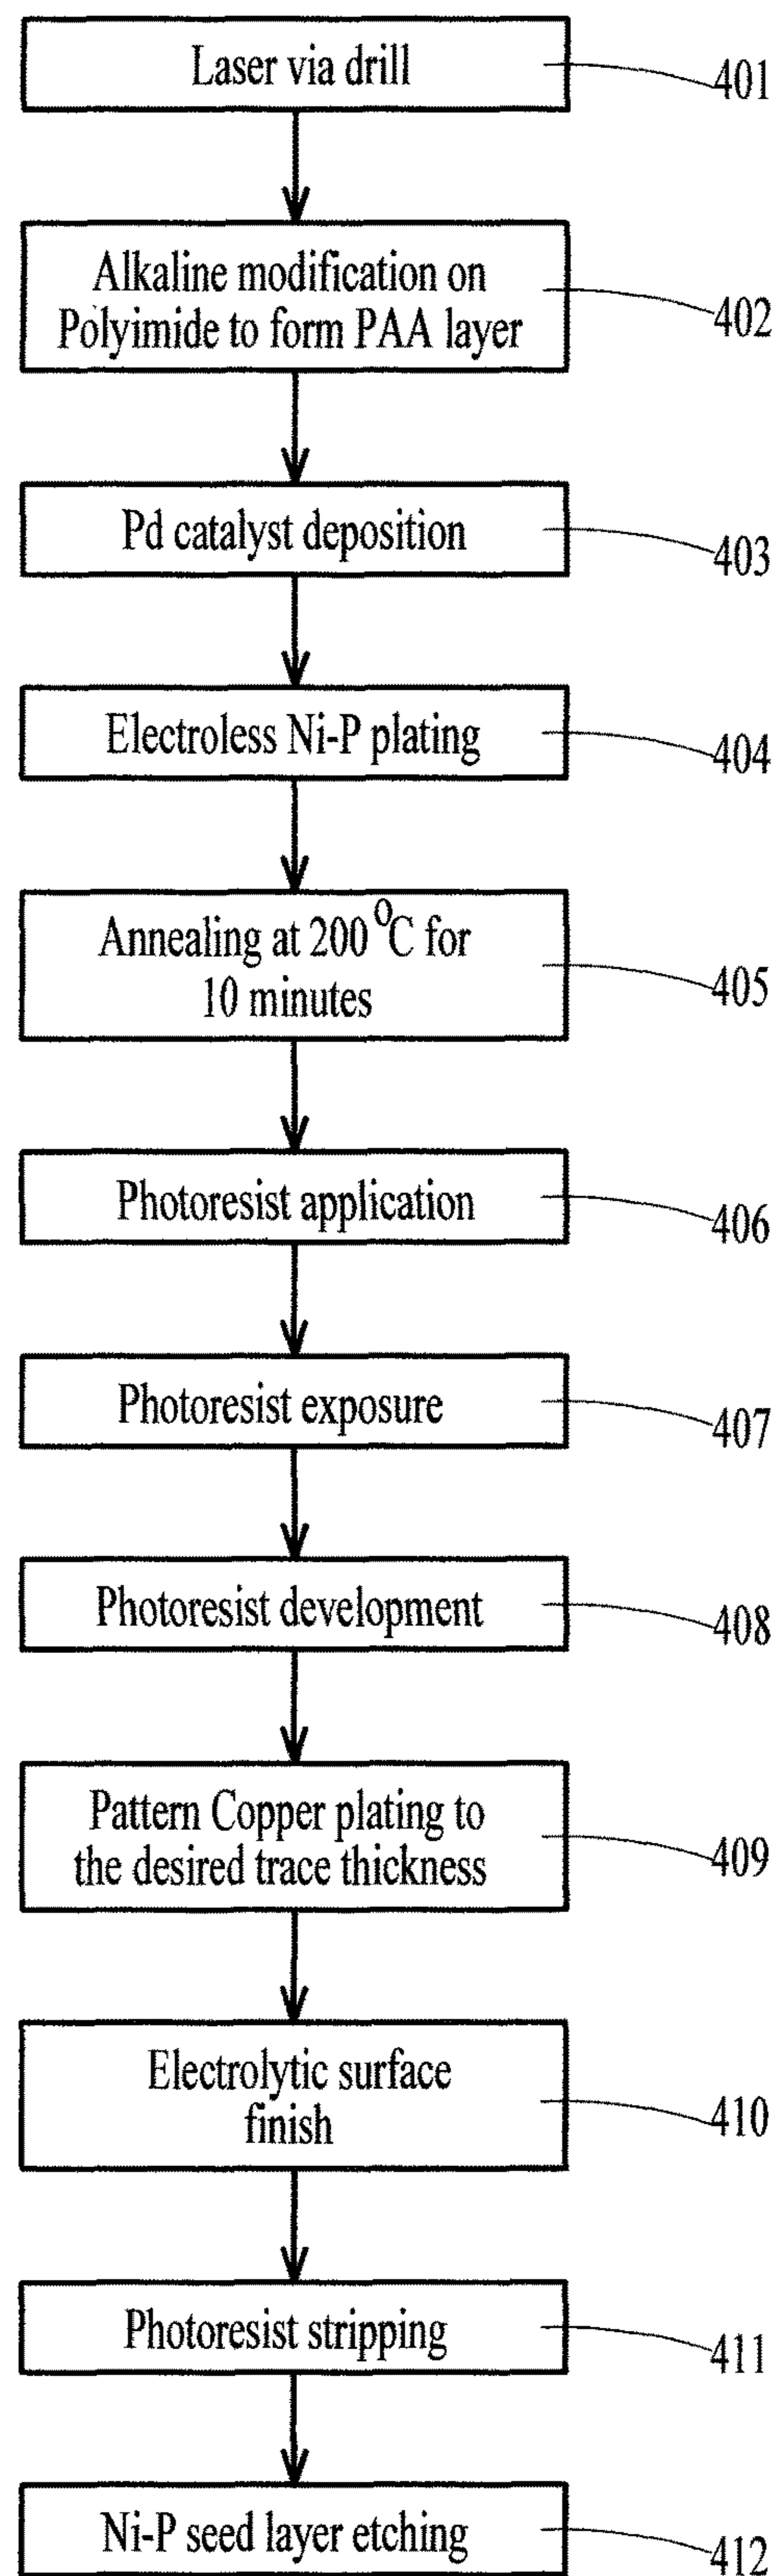 Laser via drill
401
Alkaline modification on
Polyimide to form PAA layer
402
Pd catalyst deposition
403
Electroless Ni-P plating
404
Annealing at 200°C for
10 minutes
405
Photoresist application
406
Photoresist exposure
407
Photoresist development
408
Pattern Copper plating to
the desired trace thickness
409
Electrolytic surface
finish
410
Photoresist stripping
411
Ni-P seed layer etching
412